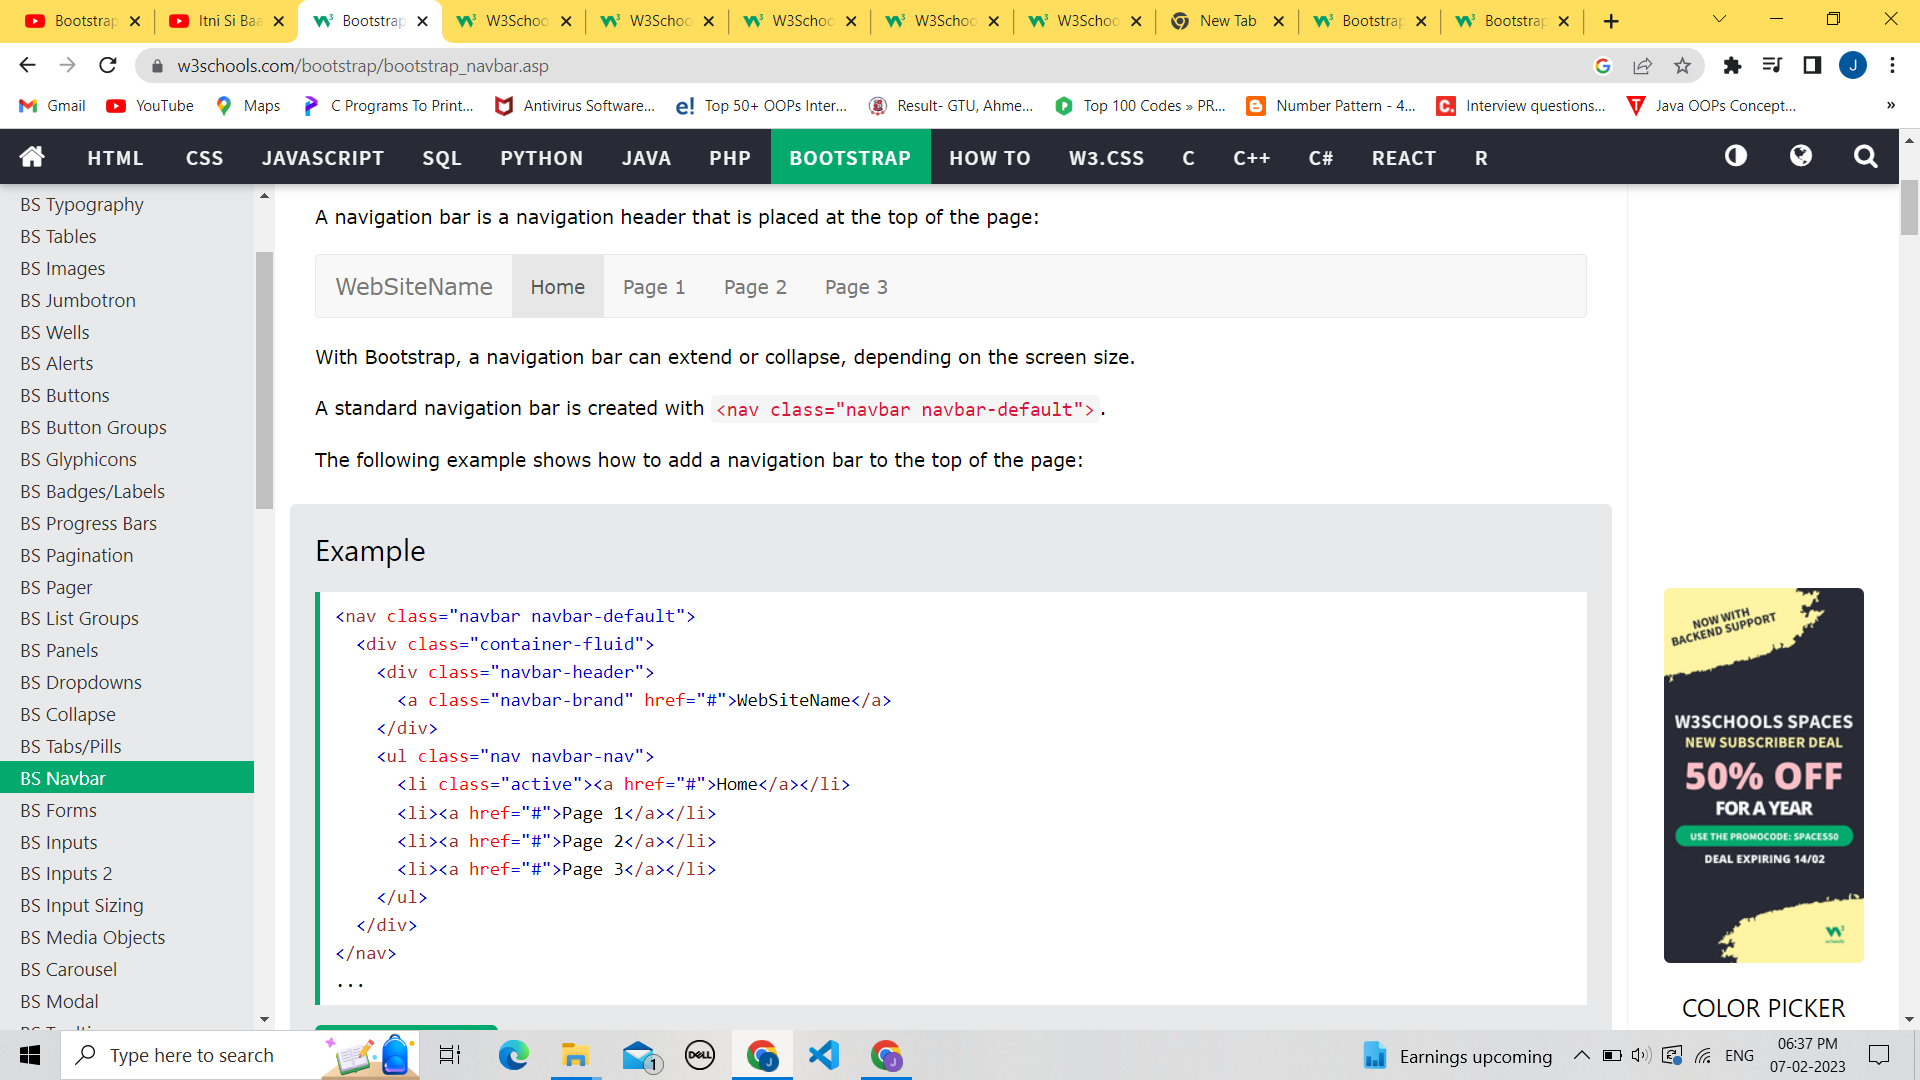 Bootstrap
Itni Si Baa
Bootstrap
W3Schoo
W3Schoo
W3Schoo
W3Schoo
W3Schoo
New Tab
Bootstrap
Bootstrap
w3schools.com/bootstrap/bootstrap_navbar.asp
J
Gmail
YouTube
Maps
C Programs To Print...
Antivirus Software...
Top 50+ OOPs Inter...
Result- GTU, Ahme...
Top 100 Codes » PR...
Number Pattern - 4...
Interview questions...
Java OOPs Concept...
»
HTML
CSS
JAVASCRIPT
SQL
PYTHON
JAVA
PHP
BOOTSTRAP
HOW TO
W3.CSS
C
C++
C#
REACT
R
BS Typography
BS Tables
BS Images
BS Jumbotron
BS Wells
BS Alerts
BS Buttons
BS Button Groups
BS Glyphicons
BS Badges/Labels
BS Progress Bars
BS Pagination
BS Pager
BS List Groups
BS Panels
BS Dropdowns
BS Collapse
BS Tabs/Pills
BS Navbar
BS Forms
BS Inputs
BS Inputs 2
BS Input Sizing
BS Media Objects
BS Carousel
BS Modal
A navigation bar is a navigation header that is placed at the top of the page:
WebSiteName
Home
Page 1
Page 2
Page 3
With Bootstrap, a navigation bar can extend or collapse, depending on the screen size.
A standard navigation bar is created with <nav class="navbar navbar-default">.
The following example shows how to add a navigation bar to the top of the page:
Example
<nav class="navbar navbar-default">
<div class="container-fluid">
<div class="navbar-header">
<a class="navbar-brand" href="#">WebSiteName</a>
</div>
<ul class="nav navbar-nav">
<li class="active"><a href="#">Home</a></li>
<li><a href="#">Page 1</a></li>
<li><a href="#">Page 2</a></li>
<li><a href="#">Page 3</a></li>
</ul>
</div>
</nav>
...
NOW WITH
BACKEND SUPPORT
W3SCHOOLS SPACES
NEW SUBSCRIBER DEAL
50% OFF
FOR A YEAR
USE THE PROMOCODE: SPACES50
DEAL EXPIRING 14/02
COLOR PICKER
Type here to search
1
DELL
J
J
Earnings upcoming
ENG
06:37 PM
07-02-2023